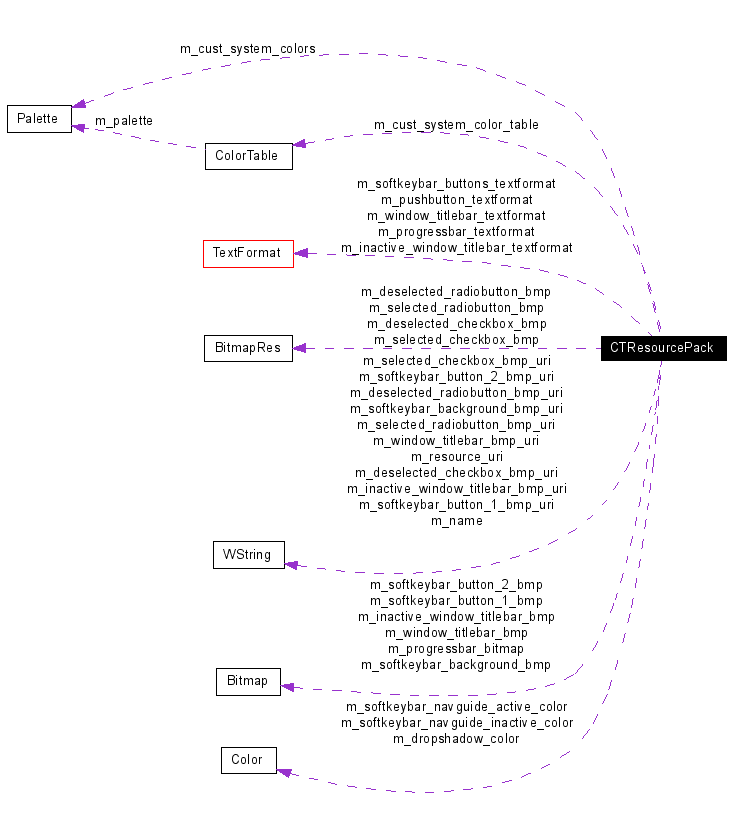 m_cust_system_colors
Palette
m_palette
m_cust_system_color_table
ColorTable
m_softkeybar_buttons_textformat
m_pushbutton_textformat
m_window_titlebar_textformat
m_progressbar_textformat
m_inactive_window_titlebar_textformat
TextFormat
m_deselected_radiobutton_bmp
m_selected_radiobutton_bmp
m_deselected_checkbox_bmp
m_selected_checkbox_bmp
BitmapRes
CTResourcePack
m_selected_checkbox_bmp_uri
m_softkeybar_button_2_bmp_uri
m_deselected_radiobutton_bmp_uri
m_softkeybar_background_bmp_uri
m_selected_radiobutton_bmp_uri
m_window_titlebar_bmp_uri
m_resource_uri
m_deselected_checkbox_bmp_uri
m_inactive_window_titlebar_bmp_uri
m_softkeybar_button_1_bmp_uri
m_name
WString
m_softkeybar_button_2_bmp
m_softkeybar_button_1_bmp
m_inactive_window_titlebar_bmp
m_window_titlebar_bmp
m_progressbar_bitmap
m_softkeybar_background_bmp
Bitmap
m_softkeybar_navguide_active_color
m_softkeybar_navguide_inactive_color
m_dropshadow_color
Color